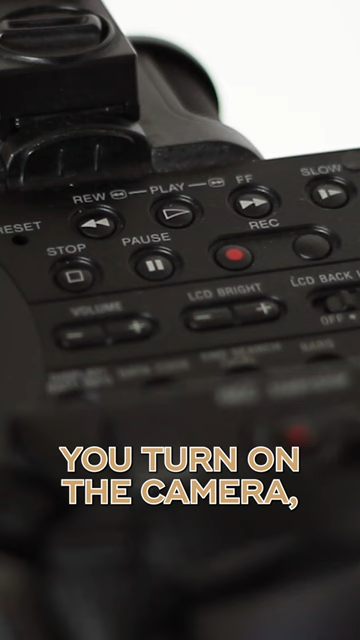 SLOW
REW PLAY FF
RESET
REC
STOP PAUSE
LCD BACK
VOLUME LCD BRIGHT
OFF
YOU TURN ON
THE CAMERA,